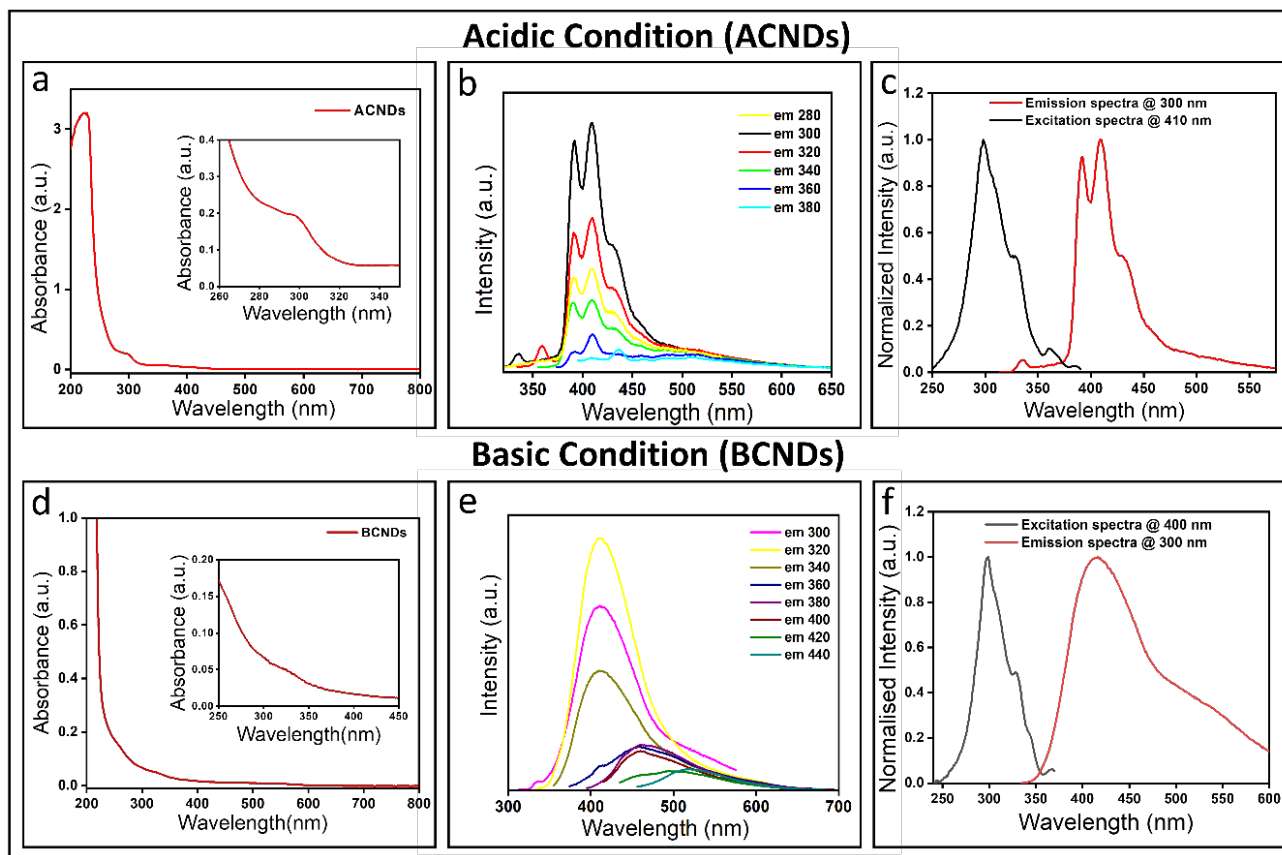 Acidic Condition (ACNDs)
a
ACNDs
Absorbance (a.u.)
3
2
1
0
200 300 400 500 600 700 800
Wavelength (nm)
Absorbance (a.u.)
0.4
0.3
0.2
0.1
0.0
260 280 300 320 340
Wavelength (nm)
b
em 280
em 300
em 320
em 340
em 360
em 380
Intensity (a.u.)
350 400 450 500 550 600 650
Wavelength (nm)
c
Emission spectra @ 300 nm
Excitation spectra @ 410 nm
Normalized Intensity (a.u.)
1.2
1.0
0.8
0.6
0.4
0.2
0.0
250 300 350 400 450 500 550
Wavelength (nm)
Basic Condition (BCNDs)
d
BCNDs
Absorbance (a.u.)
1.0
0.8
0.6
0.4
0.2
0.0
200 300 400 500 600 700 800
Wavelength(nm)
Absorbance (a.u.)
0.20
0.15
0.10
0.05
0.00
250 300 350 400 450
Wavelength(nm)
e
em 300
em 320
em 340
em 360
em 380
em 400
em 420
em 440
Intensity (a.u.)
300 400 500 600 700
Wavelength (nm)
f
Excitation spectra @ 400 nm
Emission spectra @ 300 nm
Normalised Intensity (a.u.)
1.2
1.0
0.8
0.6
0.4
0.2
0.0
250 300 350 400 450 500 550 600
Wavelength (nm)